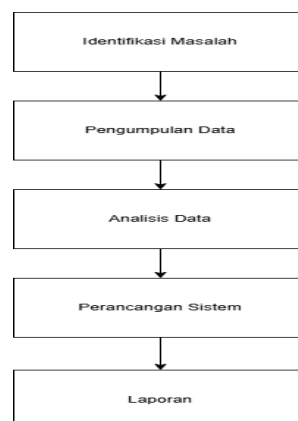 Identifikasi Masalah
Pengumpulan Data
Analisis Data
Perancangan Sistem
Laporan